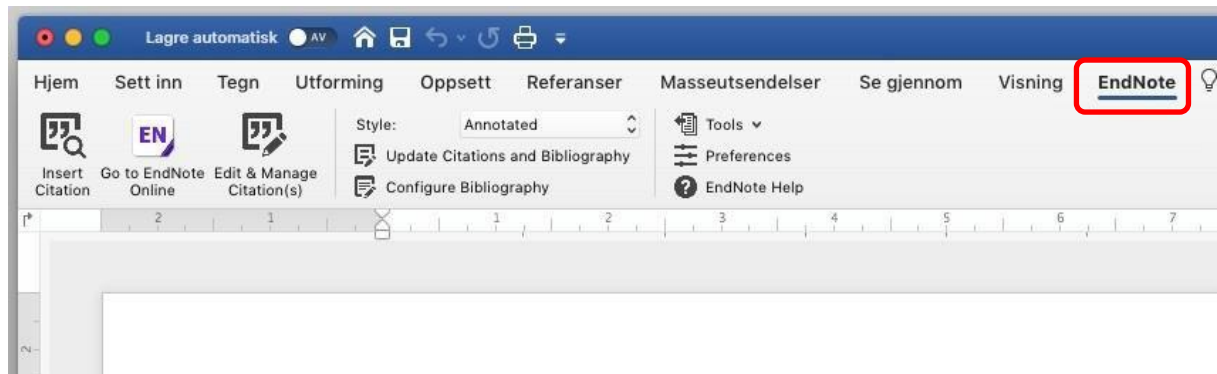 Lagre automatisk AV
Hjem Sett inn Tegn Utforming Oppsett Referanser Masseutsendelser Se gjennom Visning EndNote
Insert Citation
EN
Go to EndNote Online
Edit & Manage Citation(s)
Style: Annotated
Update Citations and Bibliography
Configure Bibliography
Tools
Preferences
EndNote Help
2 1 1 2 3 4 5 6 7
2